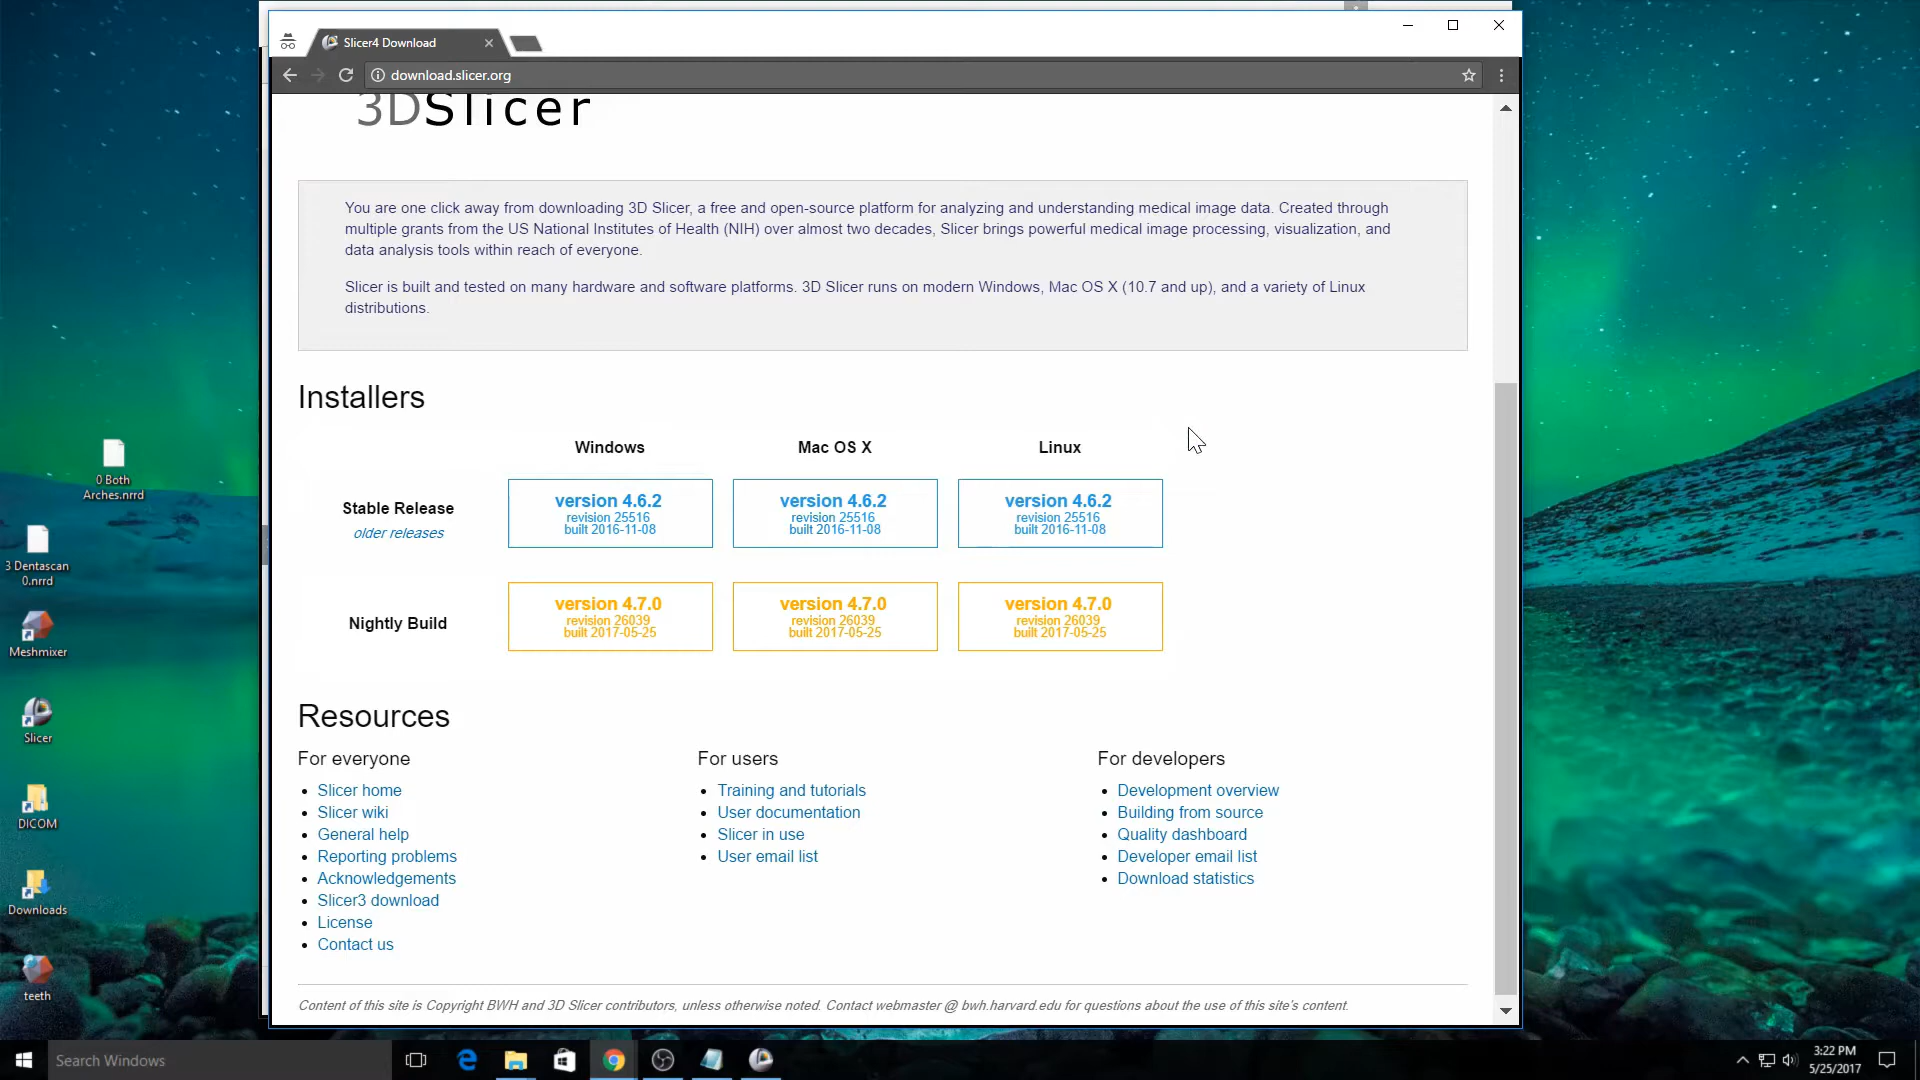 Slicer4 Download
download.slicer.org
3DSlicer
You are one click away from downloading 3D Slicer, a free and open-source platform for analyzing and understanding medical image data. Created through
multiple grants from the US National Institutes of Health (NIH) over almost two decades, Slicer brings powerful medical image processing, visualization, and
data analysis tools within reach of everyone.
Slicer is built and tested on many hardware and software platforms. 3D Slicer runs on modern Windows, Mac OS X (10.7 and up), and a variety of Linux
distributions.
Installers
Windows Mac OS X Linux
Stable Release
older releases
version 4.6.2
revision 25516
built 2016-11-08
version 4.6.2
revision 25516
built 2016-11-08
version 4.6.2
revision 25516
built 2016-11-08
Nightly Build
version 4.7.0
revision 26039
built 2017-05-25
version 4.7.0
revision 26039
built 2017-05-25
version 4.7.0
revision 26039
built 2017-05-25
Resources
For everyone
Slicer home
Slicer wiki
General help
Reporting problems
Acknowledgements
Slicer3 download
License
Contact us
For users
Training and tutorials
User documentation
Slicer in use
User email list
For developers
Development overview
Building from source
Quality dashboard
Developer email list
Download statistics
Content of this site is Copyright BWH and 3D Slicer contributors, unless otherwise noted. Contact webmaster @ bwh.harvard.edu for questions about the use of this site's content.
0 Both
Arches.nrrd
3 Dentascan
0.nrrd
Meshmixer
Slicer
DICOM
Downloads
teeth
Search Windows
3:22 PM
5/25/2017